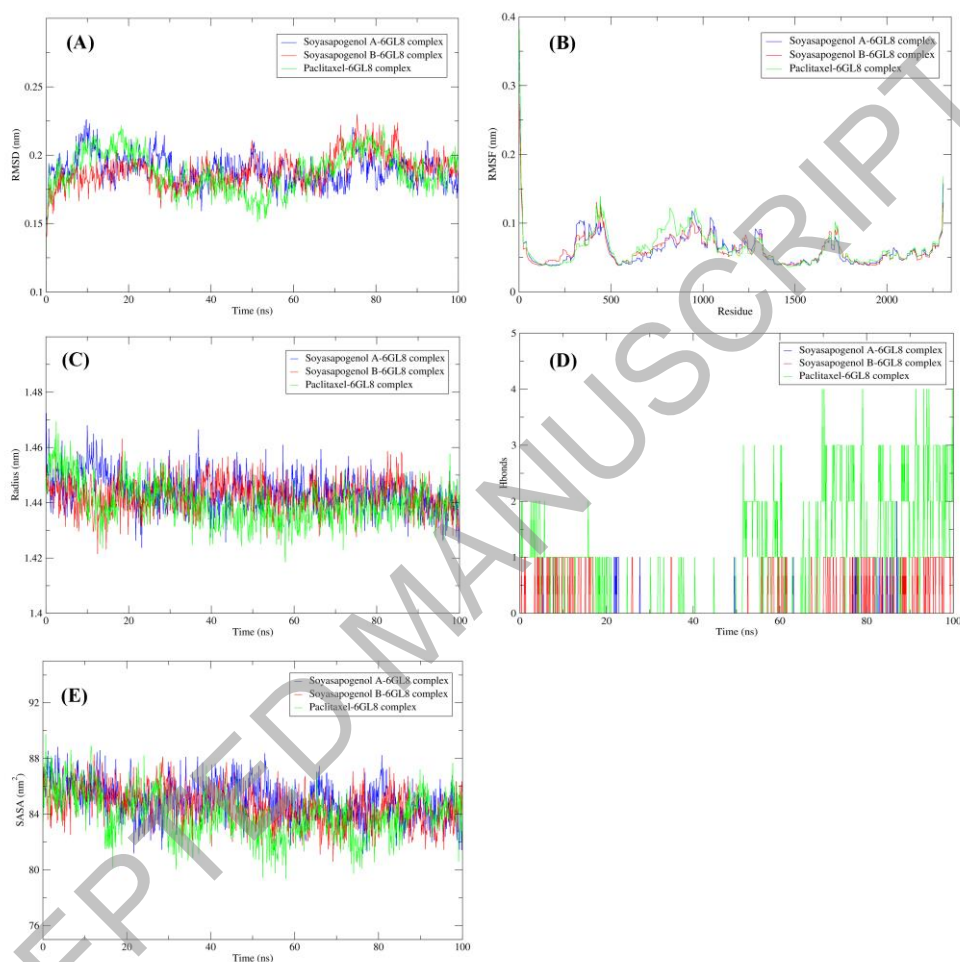 (A)
Soyasapogenol A-6GL8 complex
Soyasapogenol B-6GL8 complex
Paclitaxel-6GL8 complex
RMSD (nm)
0.25
0.2
0.15
0.1
0 20 40 60 80 100
Time (ns)
(B)
Soyasapogenol A-6GL8 complex
Soyasapogenol B-6GL8 complex
Paclitaxel-6GL8 complex
RMSF (nm)
0.4
0.3
0.2
0.1
0
0 500 1000 1500 2000
Residue
(C)
Soyasapogenol A-6GL8 complex
Soyasapogenol B-6GL8 complex
Paclitaxel-6GL8 complex
Radius (nm)
1.48
1.46
1.44
1.42
1.4
0 20 40 60 80 100
Time (ns)
(D)
Soyasapogenol A-6GL8 complex
Soyasapogenol B-6GL8 complex
Paclitaxel-6GL8 complex
Hbonds
5
4
3
2
1
0
0 20 40 60 80 100
Time (ns)
(E)
Soyasapogenol A-6GL8 complex
Soyasapogenol B-6GL8 complex
Paclitaxel-6GL8 complex
SASA (nm²)
92
88
84
80
76
0 20 40 60 80 100
Time (ns)
EPTED MANUSCRIPT